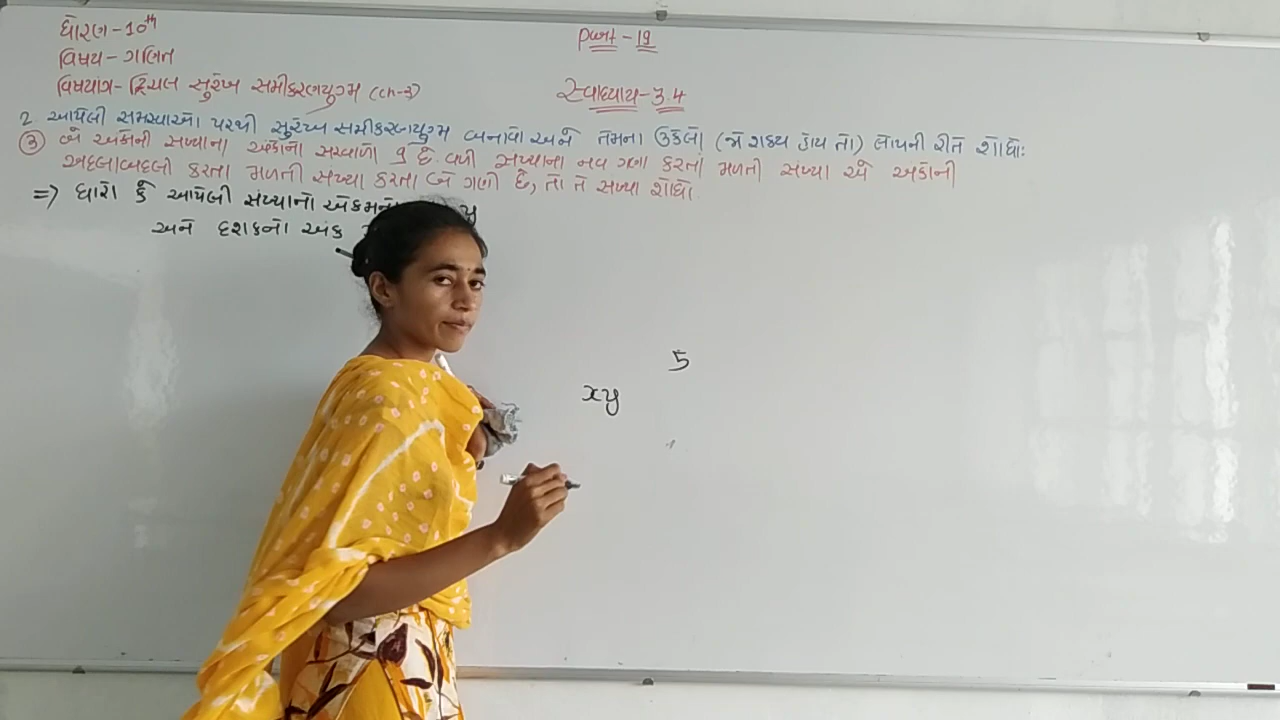 ધોરણ-10th
Part-19
વિષય- ગણિત
વિષયાંગ- દ્વિચલ સુરેખ સમીકરણયુગ્મ (ch-3)
સ્વાધ્યાય-3.4
2 આપેલી સમસ્યાઓ પરથી સુરેખ સમીકરણયુગ્મ બનાવો અને તેમના ઉકેલો (જો શક્ય હોય તો) લોપની રીતે શોધો:
③ બે અંકોની સંખ્યાના અંકોનો સરવાળો 9 છે. વળી સંખ્યાના નવ ગણા કરતાં મળતી સંખ્યા એ અંકોની
અદલાબદલી કરતા મળતી સંખ્યા કરતા બે ગણી છે, તો તે સંખ્યા શોધો.
=> ધારો કે આપેલી સંખ્યાનો એકમનો y
અને દશકનો અંક
5
xy